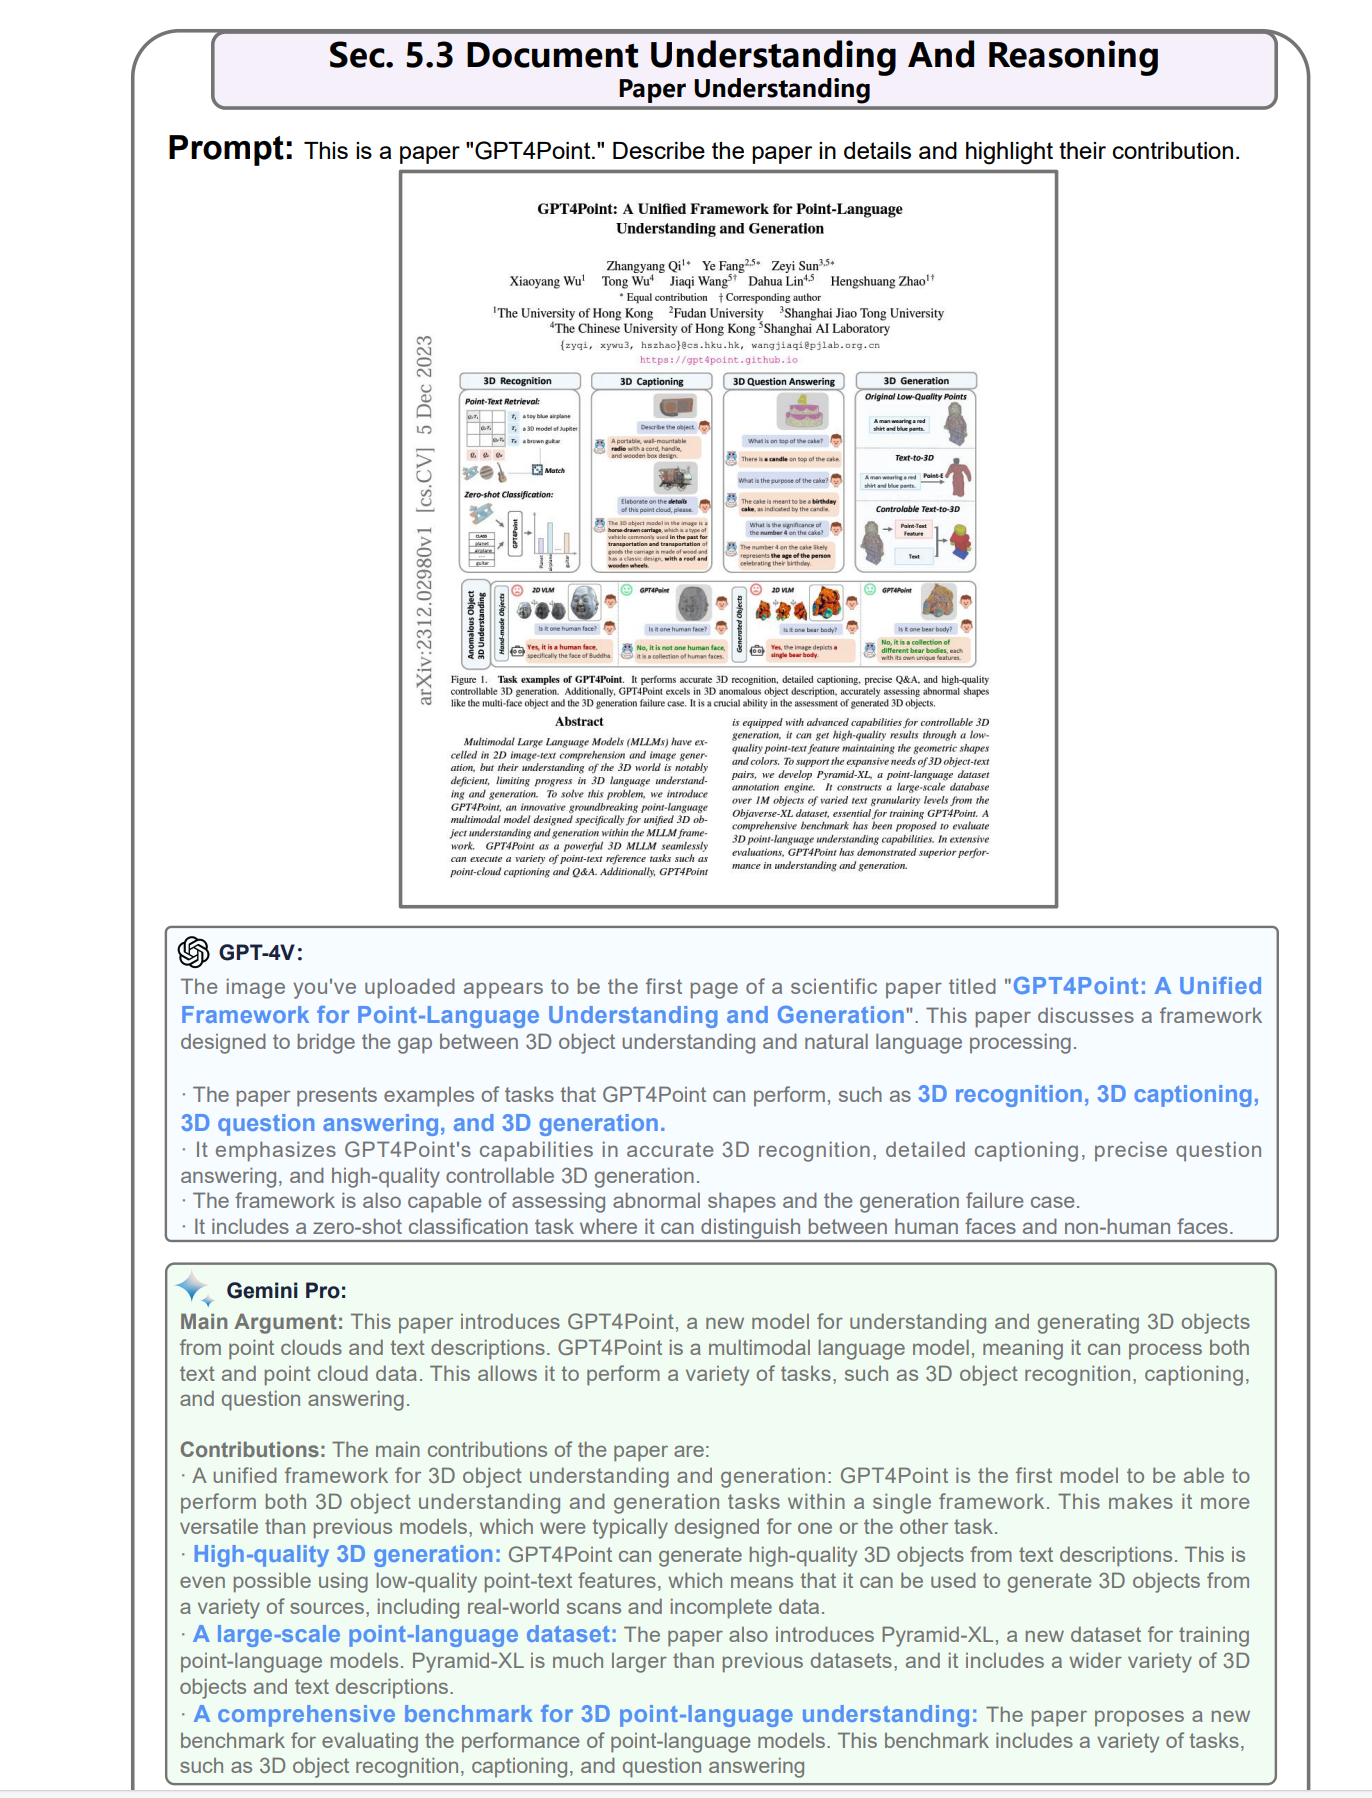 Sec. 5.3 Document Understanding And Reasoning
Paper Understanding
Prompt: This is a paper "GPT4Point." Describe the paper in details and highlight their contribution.
GPT4Point: A Unified Framework for Point-Language
Understanding and Generation
Zhangyang Qi1* Ye Fang2,5* Zeyi Sun3,5*
Xiaoyang Wu1 Tong Wu4 Jiaqi Wang5† Dahua Lin4,5 Hengshuang Zhao1†
* Equal contribution † Corresponding author
1The University of Hong Kong 2Fudan University 3Shanghai Jiao Tong University
4The Chinese University of Hong Kong 5Shanghai AI Laboratory
{zyqi, xywu3, hszhao}@cs.hku.hk, wangjiaqi@pjlab.org.cn
https://gpt4point.github.io
arXiv:2312.02980v1 [cs.CV] 5 Dec 2023
3D Recognition
Point-Text Retrieval:
a toy blue airplane
a 3D model of Jupiter
a brown guitar
Match
Zero-shot Classification:
CLASS
planet
airplane
....
guitar
GPT4Point
Planet
airplane
guitar
3D Captioning
Describe the object.
A portable, wall-mountable
radio with a cord, handle,
and wooden box design.
Elaborate on the details
of this point cloud, please.
The 3D object model in the image is a
horse-drawn carriage, which is a type of
vehicle commonly used in the past for
transportation and transportation of
goods the carriage is made of wood and
has a classic design, with a roof and
wooden wheels.
3D Question Answering
What is on top of the cake?
There is a candle on top of the cake.
What is the purpose of the cake?
The cake is meant to be a birthday
cake, as indicated by the candle.
What is the significance of
the number 4 on the cake?
The number 4 on the cake likely
represents the age of the person
celebrating their birthday.
3D Generation
Original Low-Quality Points
A man wearing a red
shirt and blue pants.
Text-to-3D
A man wearing a red
shirt and blue pants.
Point-E
Controlable Text-to-3D
Point-Text
Feature
Text
Anomalous Object
3D Understanding
Hand-made Objects
2D VLM
Is it one human face?
Yes, it is a human face,
specifically the face of Buddha.
GPT4Point
Is it one human face?
No, it is not one human face,
it is a collection of human faces.
Generated Objects
2D VLM
Is it one bear body?
Yes, the image depicts a
single bear body.
GPT4Point
Is it one bear body?
No, it is a collection of
different bear bodies, each
with its own unique features.
Figure 1. Task examples of GPT4Point. It performs accurate 3D recognition, detailed captioning, precise Q&A, and high-quality
controllable 3D generation. Additionally, GPT4Point excels in 3D anomalous object description, accurately assessing abnormal shapes
like the multi-face object and the 3D generation failure case. It is a crucial ability in the assessment of generated 3D objects.
Abstract
Multimodal Large Language Models (MLLMs) have ex-
celled in 2D image-text comprehension and image gener-
ation, but their understanding of the 3D world is notably
deficient, limiting progress in 3D language understand-
ing and generation. To solve this problem, we introduce
GPT4Point, an innovative groundbreaking point-language
multimodal model designed specifically for unified 3D ob-
ject understanding and generation within the MLLM frame-
work. GPT4Point as a powerful 3D MLLM seamlessly
can execute a variety of point-text reference tasks such as
point-cloud captioning and Q&A. Additionally, GPT4Point
is equipped with advanced capabilities for controllable 3D
generation, it can get high-quality results through a low-
quality point-text feature maintaining the geometric shapes
and colors. To support the expansive needs of 3D object-text
pairs, we develop Pyramid-XL, a point-language dataset
annotation engine. It constructs a large-scale database
over 1M objects of varied text granularity levels from the
Objaverse-XL dataset, essential for training GPT4Point. A
comprehensive benchmark has been proposed to evaluate
3D point-language understanding capabilities. In extensive
evaluations, GPT4Point has demonstrated superior perfor-
mance in understanding and generation.
GPT-4V:
The image you've uploaded appears to be the first page of a scientific paper titled "GPT4Point: A Unified
Framework for Point-Language Understanding and Generation". This paper discusses a framework
designed to bridge the gap between 3D object understanding and natural language processing.
· The paper presents examples of tasks that GPT4Point can perform, such as 3D recognition, 3D captioning,
3D question answering, and 3D generation.
· It emphasizes GPT4Point's capabilities in accurate 3D recognition, detailed captioning, precise question
answering, and high-quality controllable 3D generation.
· The framework is also capable of assessing abnormal shapes and the generation failure case.
· It includes a zero-shot classification task where it can distinguish between human faces and non-human faces.
Gemini Pro:
Main Argument: This paper introduces GPT4Point, a new model for understanding and generating 3D objects
from point clouds and text descriptions. GPT4Point is a multimodal language model, meaning it can process both
text and point cloud data. This allows it to perform a variety of tasks, such as 3D object recognition, captioning,
and question answering.
Contributions: The main contributions of the paper are:
· A unified framework for 3D object understanding and generation: GPT4Point is the first model to be able to
perform both 3D object understanding and generation tasks within a single framework. This makes it more
versatile than previous models, which were typically designed for one or the other task.
· High-quality 3D generation: GPT4Point can generate high-quality 3D objects from text descriptions. This is
even possible using low-quality point-text features, which means that it can be used to generate 3D objects from
a variety of sources, including real-world scans and incomplete data.
· A large-scale point-language dataset: The paper also introduces Pyramid-XL, a new dataset for training
point-language models. Pyramid-XL is much larger than previous datasets, and it includes a wider variety of 3D
objects and text descriptions.
· A comprehensive benchmark for 3D point-language understanding: The paper proposes a new
benchmark for evaluating the performance of point-language models. This benchmark includes a variety of tasks,
such as 3D object recognition, captioning, and question answering